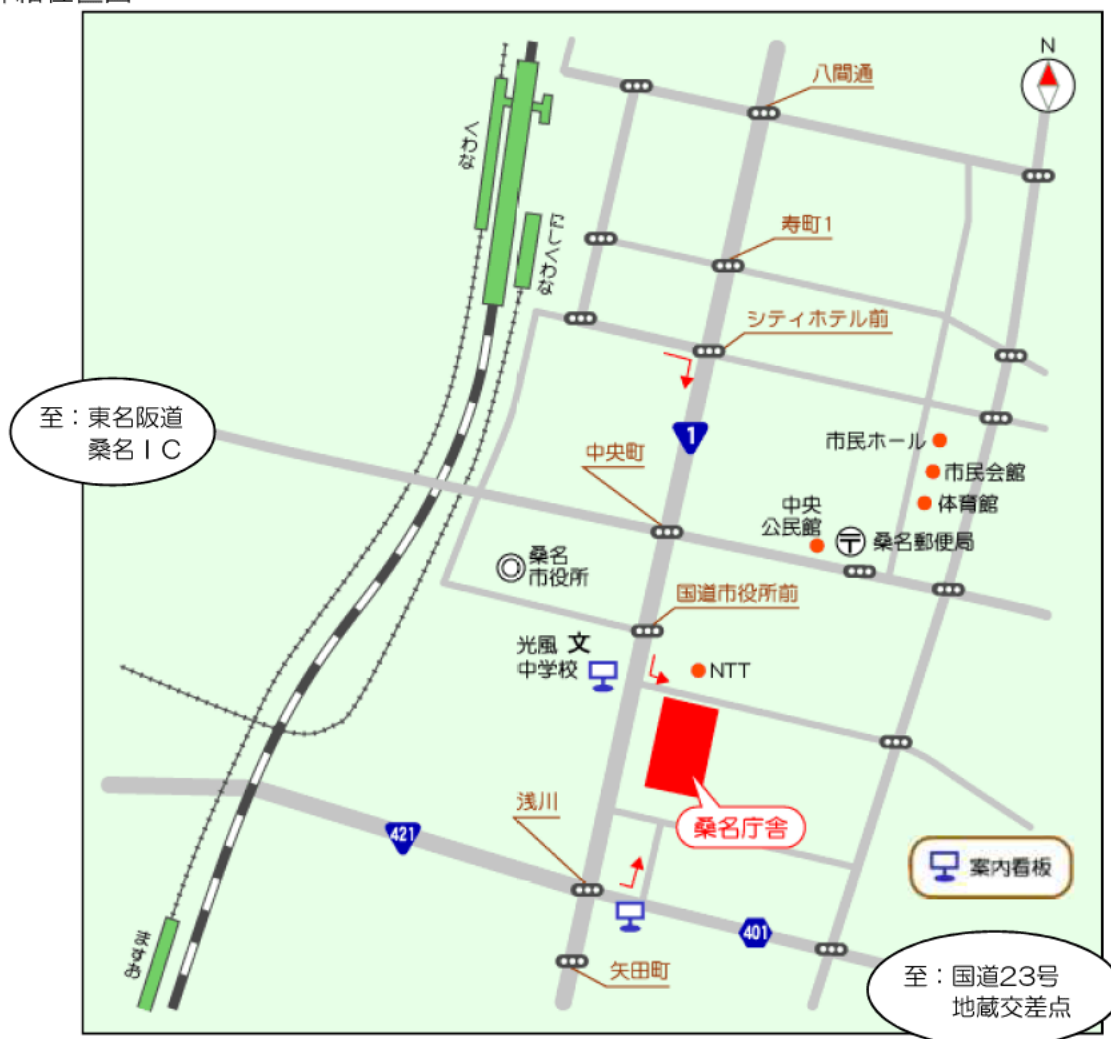 N
八間通
くわな
にしくわな
寿町1
シティホテル前
至：東名阪道
桑名ＩＣ
1
中央町
市民ホール
市民会館
体育館
中央
公民館
桑名郵便局
桑名
市役所
国道市役所前
光風 文
中学校
NTT
浅川
421
桑名庁舎
案内看板
ますお
401
矢田町
至：国道23号
地蔵交差点